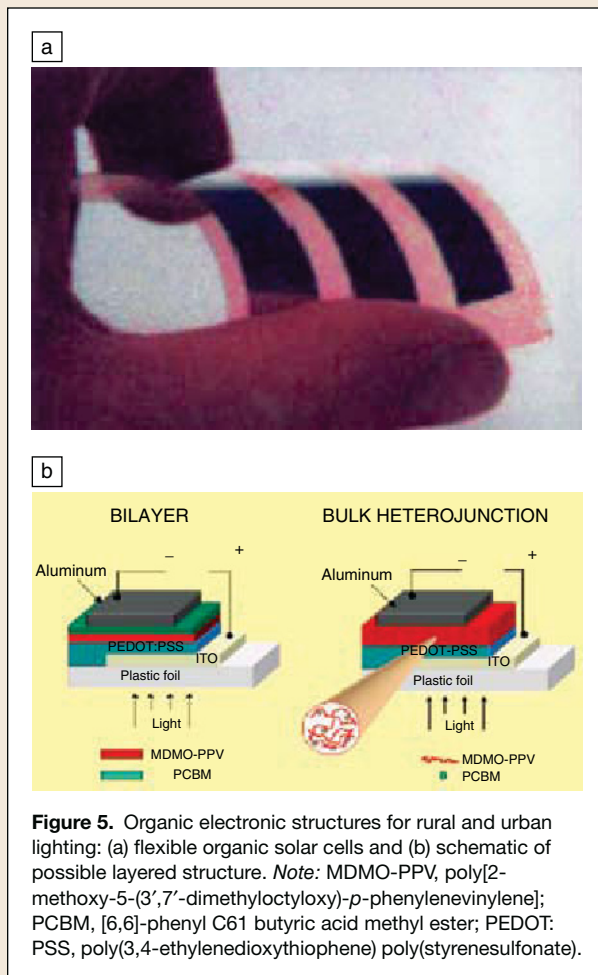 a
b
BILAYER
BULK HETEROJUNCTION
Aluminum
–
+
PEDOT:PSS
ITO
Plastic foil
Light
MDMO-PPV
PCBM
Aluminum
–
+
PEDOT-PSS
ITO
Plastic foil
Light
MDMO-PPV
PCBM
Figure 5. Organic electronic structures for rural and urban
lighting: (a) flexible organic solar cells and (b) schematic of
possible layered structure. Note: MDMO-PPV, poly[2-
methoxy-5-(3′,7′-dimethyloctyloxy)-p-phenylenevinylene];
PCBM, [6,6]-phenyl C61 butyric acid methyl ester; PEDOT:
PSS, poly(3,4-ethylenedioxythiophene) poly(styrenesulfonate).